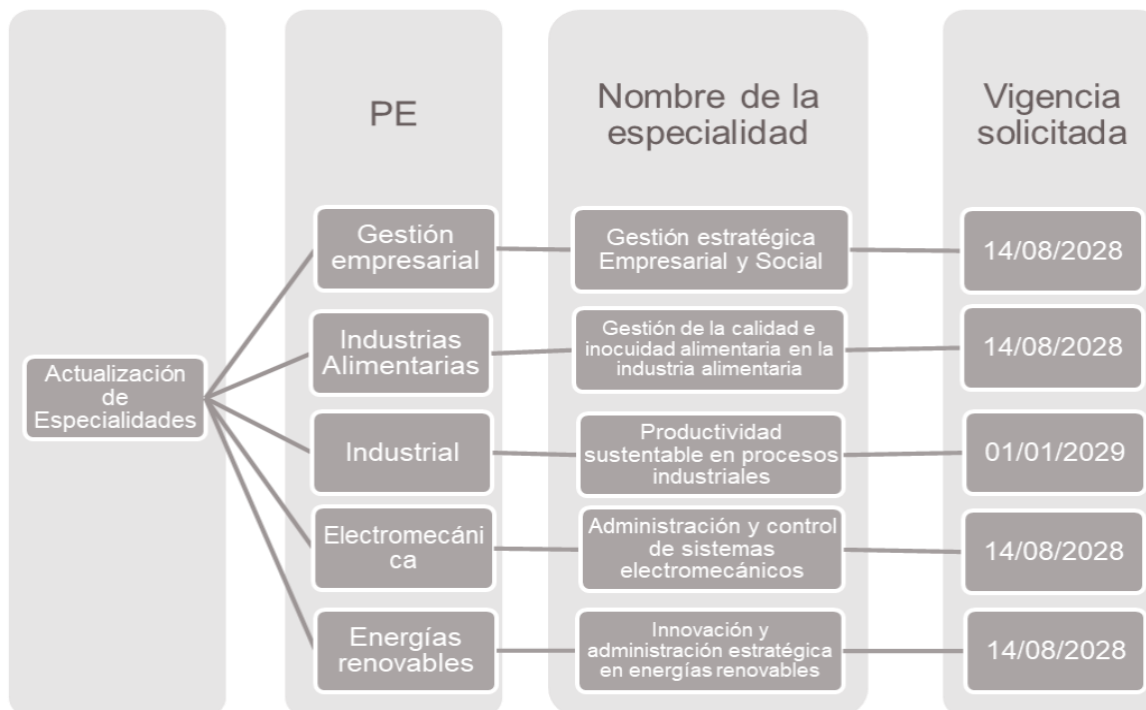 PE
Nombre de la
especialidad
Vigencia
solicitada
Actualización
de
Especialidades
Gestión
empresarial
Gestión estratégica
Empresarial y Social
14/08/2028
Industrias
Alimentarias
Gestión de la calidad e
inocuidad alimentaria en la
industria alimentaria
14/08/2028
Industrial
Productividad
sustentable en procesos
industriales
01/01/2029
Electromecáni
ca
Administración y control
de sistemas
electromecánicos
14/08/2028
Energías
renovables
Innovación y
administración estratégica
en energías renovables
14/08/2028